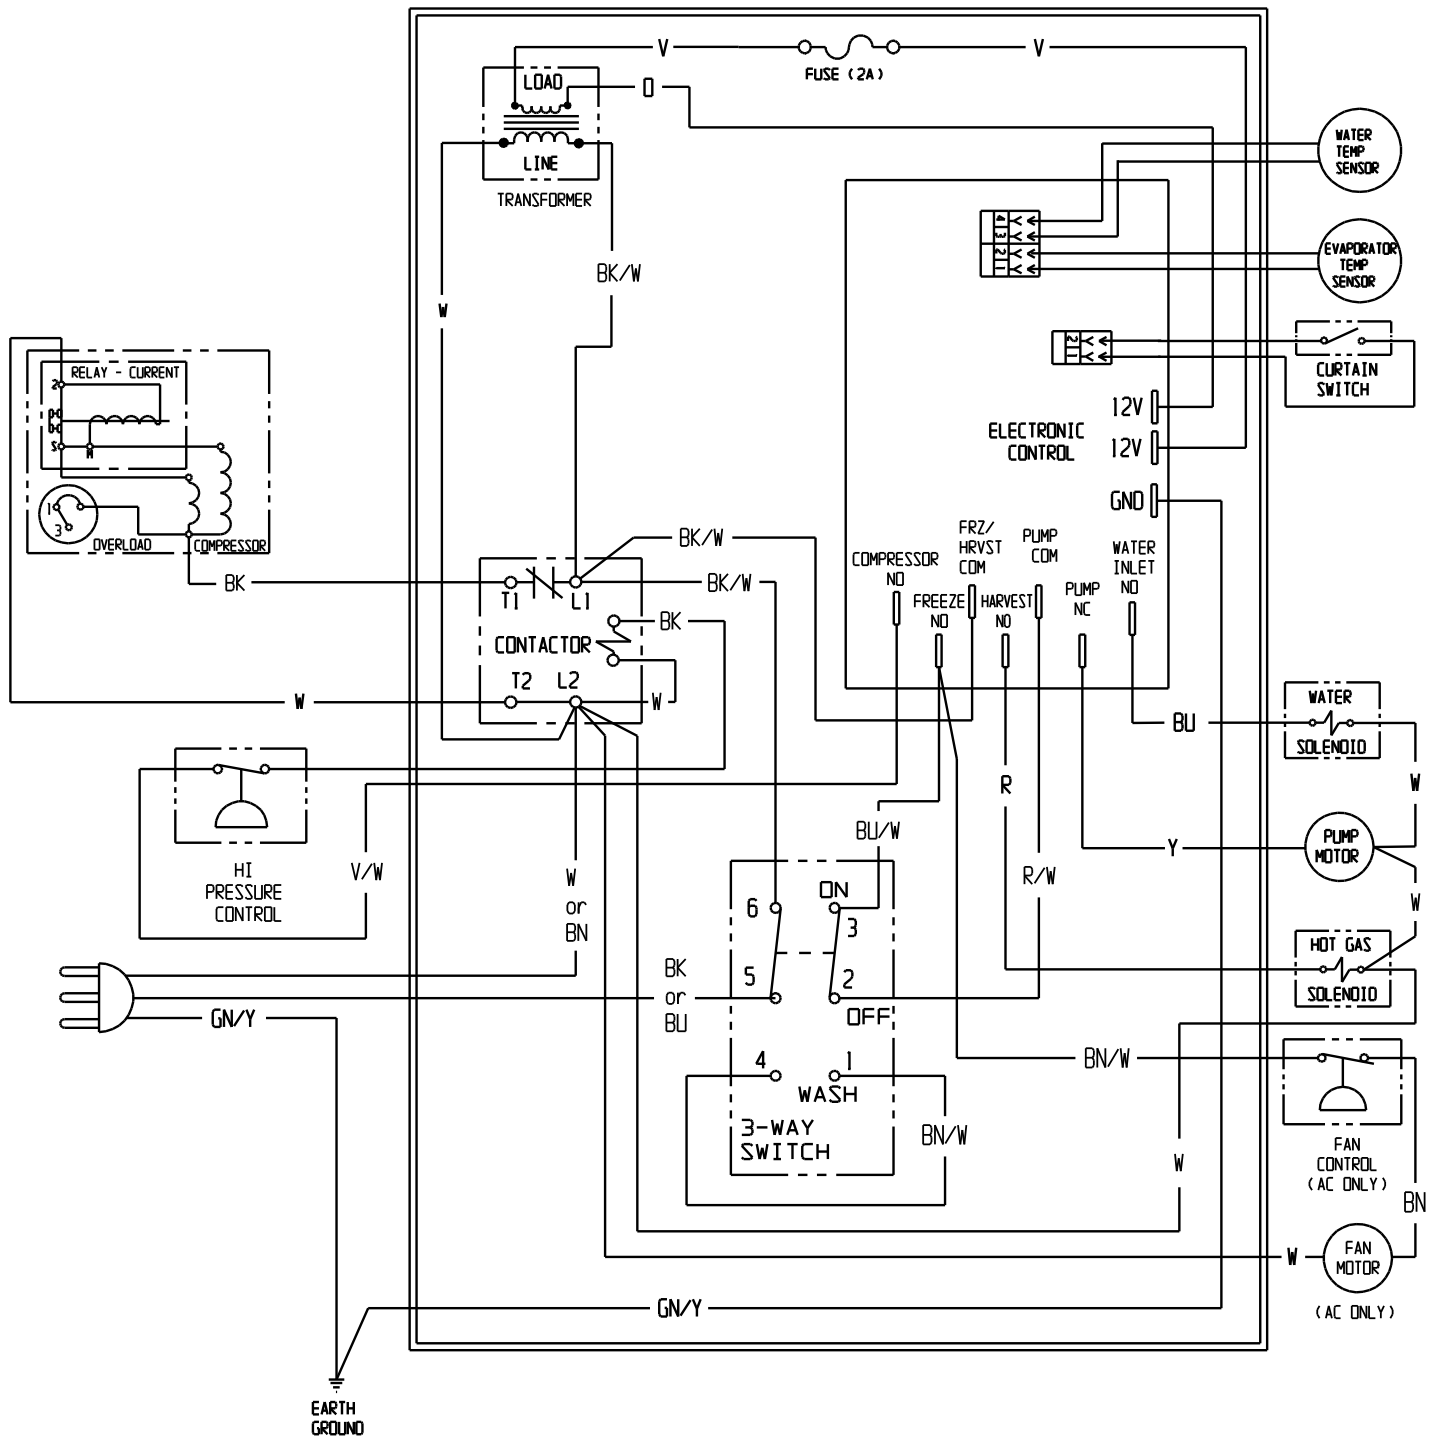 V
V
FUSE (2A)
LOAD
O
LINE
TRANSFORMER
WATER
TEMP
SENSOR
4
3
2
1
EVAPORATOR
TEMP
SENSOR
BK/W
W
2
1
CURTAIN
SWITCH
RELAY - CURRENT
2
S
M
1
3
OVERLOAD
COMPRESSOR
12V
ELECTRONIC
CONTROL
12V
GND
COMPRESSOR
NO
FRZ/
HRVST
COM
PUMP
COM
WATER
INLET
NO
FREEZE
NO
HARVEST
NO
PUMP
NC
BK/W
BK
BK/W
T1
L1
BK
CONTACTOR
T2
L2
W
W
BU
WATER
SOLENOID
W
R
Y
PUMP
MOTOR
HI
PRESSURE
CONTROL
V/W
BU/W
R/W
W
or
BN
W
6
ON
3
5
2
OFF
BK
or
BU
HOT GAS
SOLENOID
GN/Y
4
1
WASH
3-WAY
SWITCH
BN/W
BN/W
W
FAN
CONTROL
(AC ONLY)
BN
W
FAN
MOTOR
(AC ONLY)
GN/Y
EARTH
GROUND